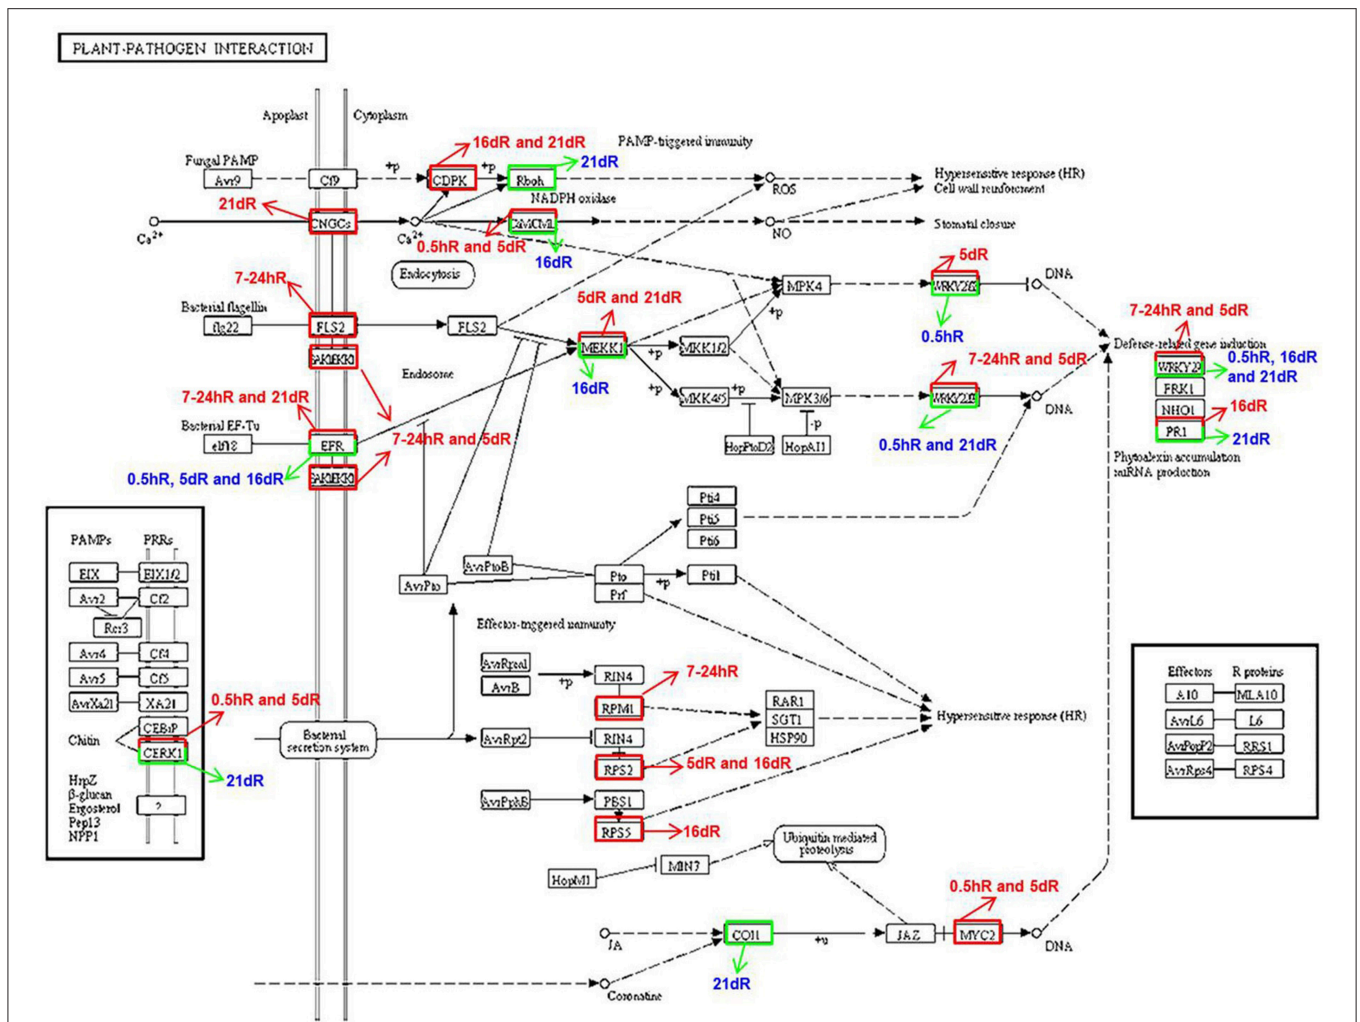 PLANT-PATHOGEN INTERACTION
Apoplast
Cytoplasm
16dR and 21dR
PAMP-triggered immunity
Fungal PAMP
+p
+p
21dR
Avr9
Cf9
CDPK
Rboh
ROS
Hypersensitive response (HR)
Cell wall reinforcement
21dR
NADPH oxidase
Ca2+
CNGCs
Ca2+
CaMCML
NO
Stomatal closure
0.5hR and 5dR
16dR
5dR
Endocytosis
7-24hR
MPK4
DNA
5dR and 21dR
0.5hR
7-24hR and 5dR
Bacterial flagellin
flg22
FLS2
FLS2
+p
Defense-related gene induction
MEKK1
+p
MKK1/2
7-24hR and 5dR
WRKY29
0.5hR, 16dR
and 21dR
Endosome
16dR
FRK1
7-24hR and 21dR
+p
MKK4/5
+p
MPK3/6
DNA
NHO1
16dR
Bacterial EF-Tu
-p
PR1
21dR
elf18
EFR
7-24hR and 5dR
HopPtoD2
HopAI1
0.5hR and 21dR
Phytoalexin accumulation
miRNA production
0.5hR, 5dR and 16dR
Pti4
Pti5
Pti6
PAMPs
PRRs
EIX
EIX1/2
AvrPto
AvrPtoB
Pto
+p
Pti1
Prf
Avr2
Cf2
Rcr3
Effector-triggered immunity
Avr4
Cf4
Avr5
Cf5
AvrXa21
XA21
0.5hR and 5dR
CEBiP
Chitin
CERK1
21dR
HrpZ
β-glucan
Ergosterol
Pep13
NPP1
?
Bacterial
secretion system
AvrRpm1
AvrB
+p
RIN4
7-24hR
RPM1
RAR1
SGT1
HSP90
Hypersensitive response (HR)
AvrRpt2
RIN4
RPS2
5dR and 16dR
AvrPphB
PBS1
RPS5
16dR
Effectors
R proteins
A10
MLA10
AvrL6
L6
AvrPopP2
RRS1
AvrRps4
RPS4
Ubiquitin mediated
proteolysis
HopM1
MIN7
0.5hR and 5dR
JA
COI1
+u
JAZ
MYC2
DNA
21dR
Coronatine